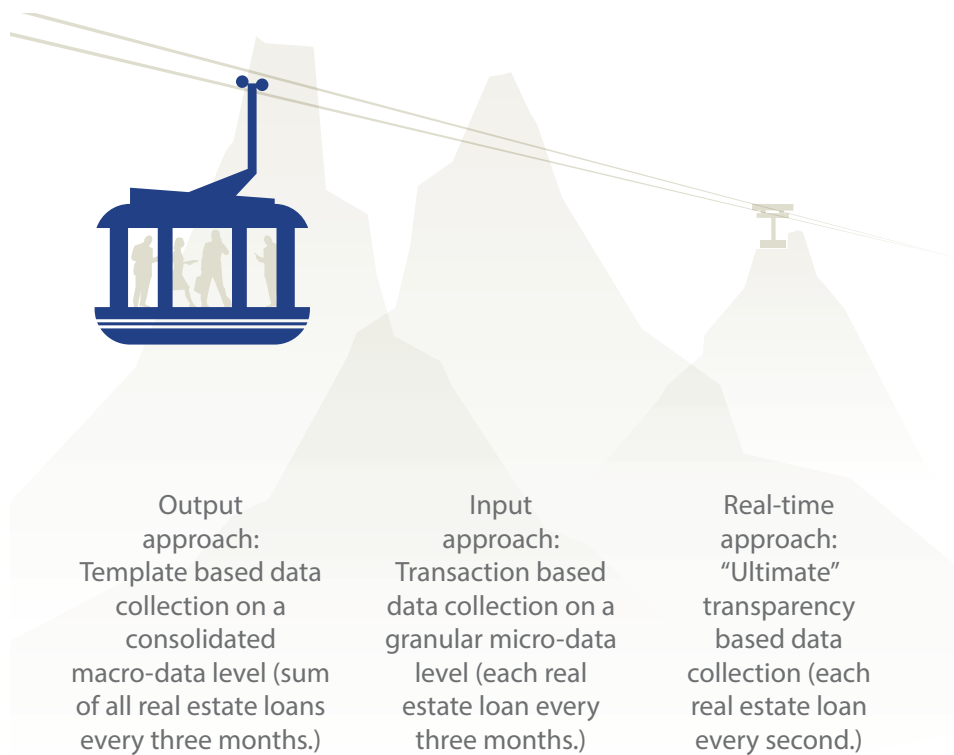 Output
approach:
Template based data
collection on a
consolidated
macro-data level (sum
of all real estate loans
every three months.)
Input
approach:
Transaction based
data collection on a
granular micro-data
level (each real
estate loan every
three months.)
Real-time
approach:
“Ultimate”
transparency
based data
collection (each
real estate loan
every second.)